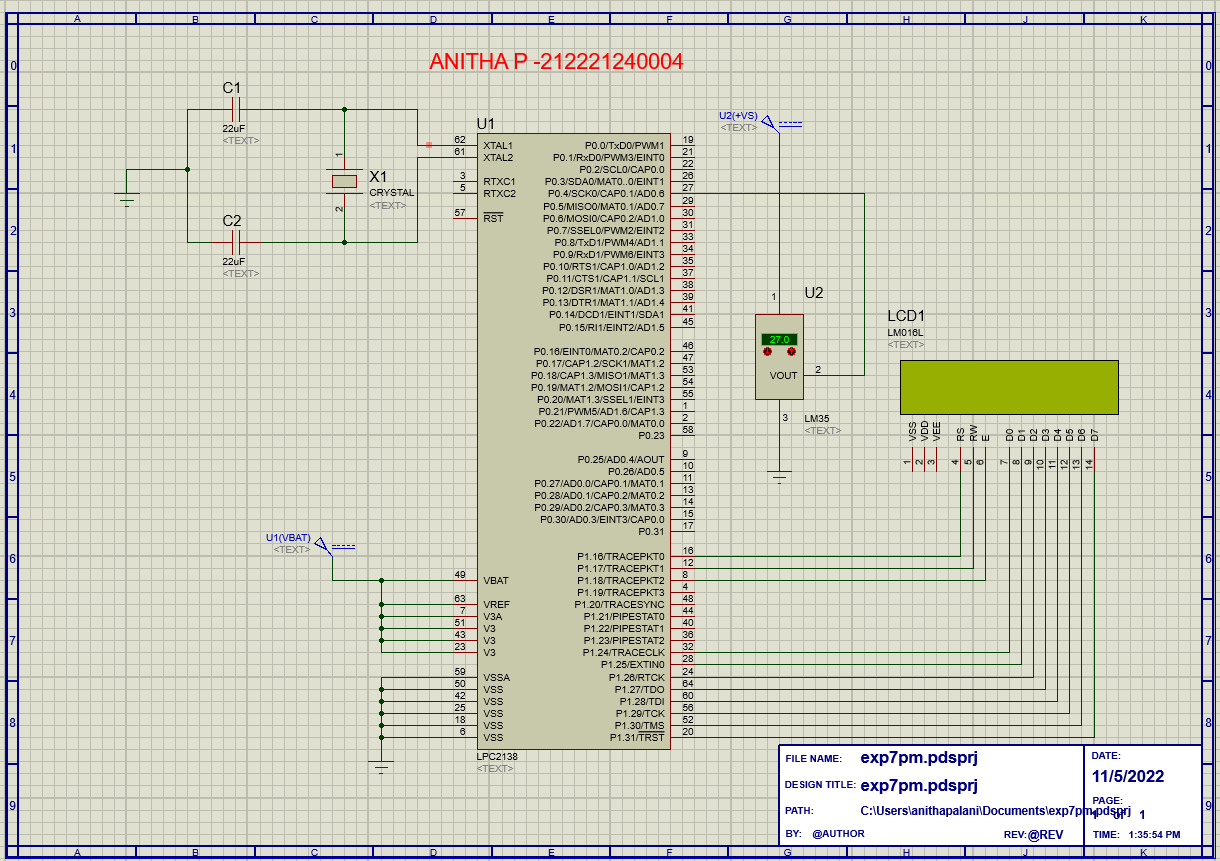 A B C D E F G H J K
ANITHA P -212221240004
0 0
1 1
2 2
3 3
4 4
5 5
6 6
7 7
8 8
9 9
C1
22uF
<TEXT>
X1
CRYSTAL
<TEXT>
1
2
C2
22uF
<TEXT>
U1
62 XTAL1
61 XTAL2
3 RTXC1
5 RTXC2
57 RST
U1(VBAT)
<TEXT>
49 VBAT
63 VREF
7 V3A
51 V3
43 V3
23 V3
59 VSSA
50 VSS
42 VSS
25 VSS
18 VSS
6 VSS
P0.0/TxD0/PWM1 19
P0.1/RxD0/PWM3/EINT0 21
P0.2/SCL0/CAP0.0 22
P0.3/SDA0/MAT0..0/EINT1 26
P0.4/SCK0/CAP0.1/AD0.6 27
P0.5/MISO0/MAT0.1/AD0.7 29
P0.6/MOSI0/CAP0.2/AD1.0 30
P0.7/SSEL0/PWM2/EINT2 31
P0.8/TxD1/PWM4/AD1.1 33
P0.9/RxD1/PWM6/EINT3 34
P0.10/RTS1/CAP1.0/AD1.2 35
P0.11/CTS1/CAP1.1/SCL1 37
P0.12/DSR1/MAT1.0/AD1.3 38
P0.13/DTR1/MAT1.1/AD1.4 39
P0.14/DCD1/EINT1/SDA1 41
P0.15/RI1/EINT2/AD1.5 45
P0.16/EINT0/MAT0.2/CAP0.2 46
P0.17/CAP1.2/SCK1/MAT1.2 47
P0.18/CAP1.3/MISO1/MAT1.3 53
P0.19/MAT1.2/MOSI1/CAP1.2 54
P0.20/MAT1.3/SSEL1/EINT3 55
P0.21/PWM5/AD1.6/CAP1.3 1
P0.22/AD1.7/CAP0.0/MAT0.0 2
P0.23 58
P0.25/AD0.4/AOUT 9
P0.26/AD0.5 10
P0.27/AD0.0/CAP0.1/MAT0.1 11
P0.28/AD0.1/CAP0.2/MAT0.2 13
P0.29/AD0.2/CAP0.3/MAT0.3 14
P0.30/AD0.3/EINT3/CAP0.0 15
P0.31 17
P1.16/TRACEPKT0 16
P1.17/TRACEPKT1 12
P1.18/TRACEPKT2 8
P1.19/TRACEPKT3 4
P1.20/TRACESYNC 48
P1.21/PIPESTAT0 44
P1.22/PIPESTAT1 40
P1.23/PIPESTAT2 36
P1.24/TRACECLK 32
P1.25/EXTIN0 28
P1.26/RTCK 24
P1.27/TDO 64
P1.28/TDI 60
P1.29/TCK 56
P1.30/TMS 52
P1.31/TRST 20
LPC2138
<TEXT>
U2(+VS)
<TEXT>
1
U2
27.0
VOUT 2
3
LM35
<TEXT>
LCD1
LM016L
<TEXT>
VSS VDD VEE RS RW E D0 D1 D2 D3 D4 D5 D6 D7
1 2 3 4 5 6 7 8 9 10 11 12 13 14
FILE NAME: exp7pm.pdsprj
DESIGN TITLE: exp7pm.pdsprj
PATH: C:\Users\anithapalani\Documents\exp7pm.pdsprj
BY: @AUTHOR REV:@REV
DATE:
11/5/2022
PAGE:
1 of 1
TIME: 1:35:54 PM
A B C D E F G H J K